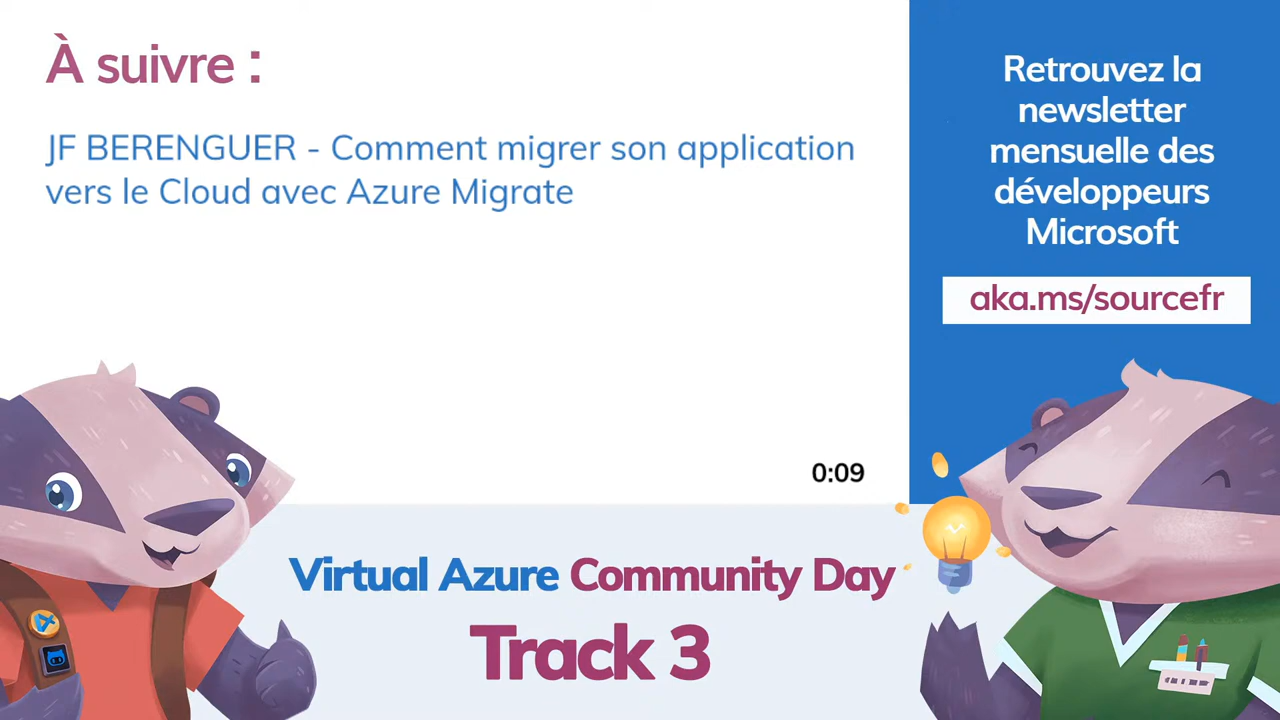 À suivre :
JF BERENGUER - Comment migrer son application
vers le Cloud avec Azure Migrate
0:09
Retrouvez la
newsletter
mensuelle des
développeurs
Microsoft
aka.ms/sourcefr
Virtual Azure Community Day
Track 3